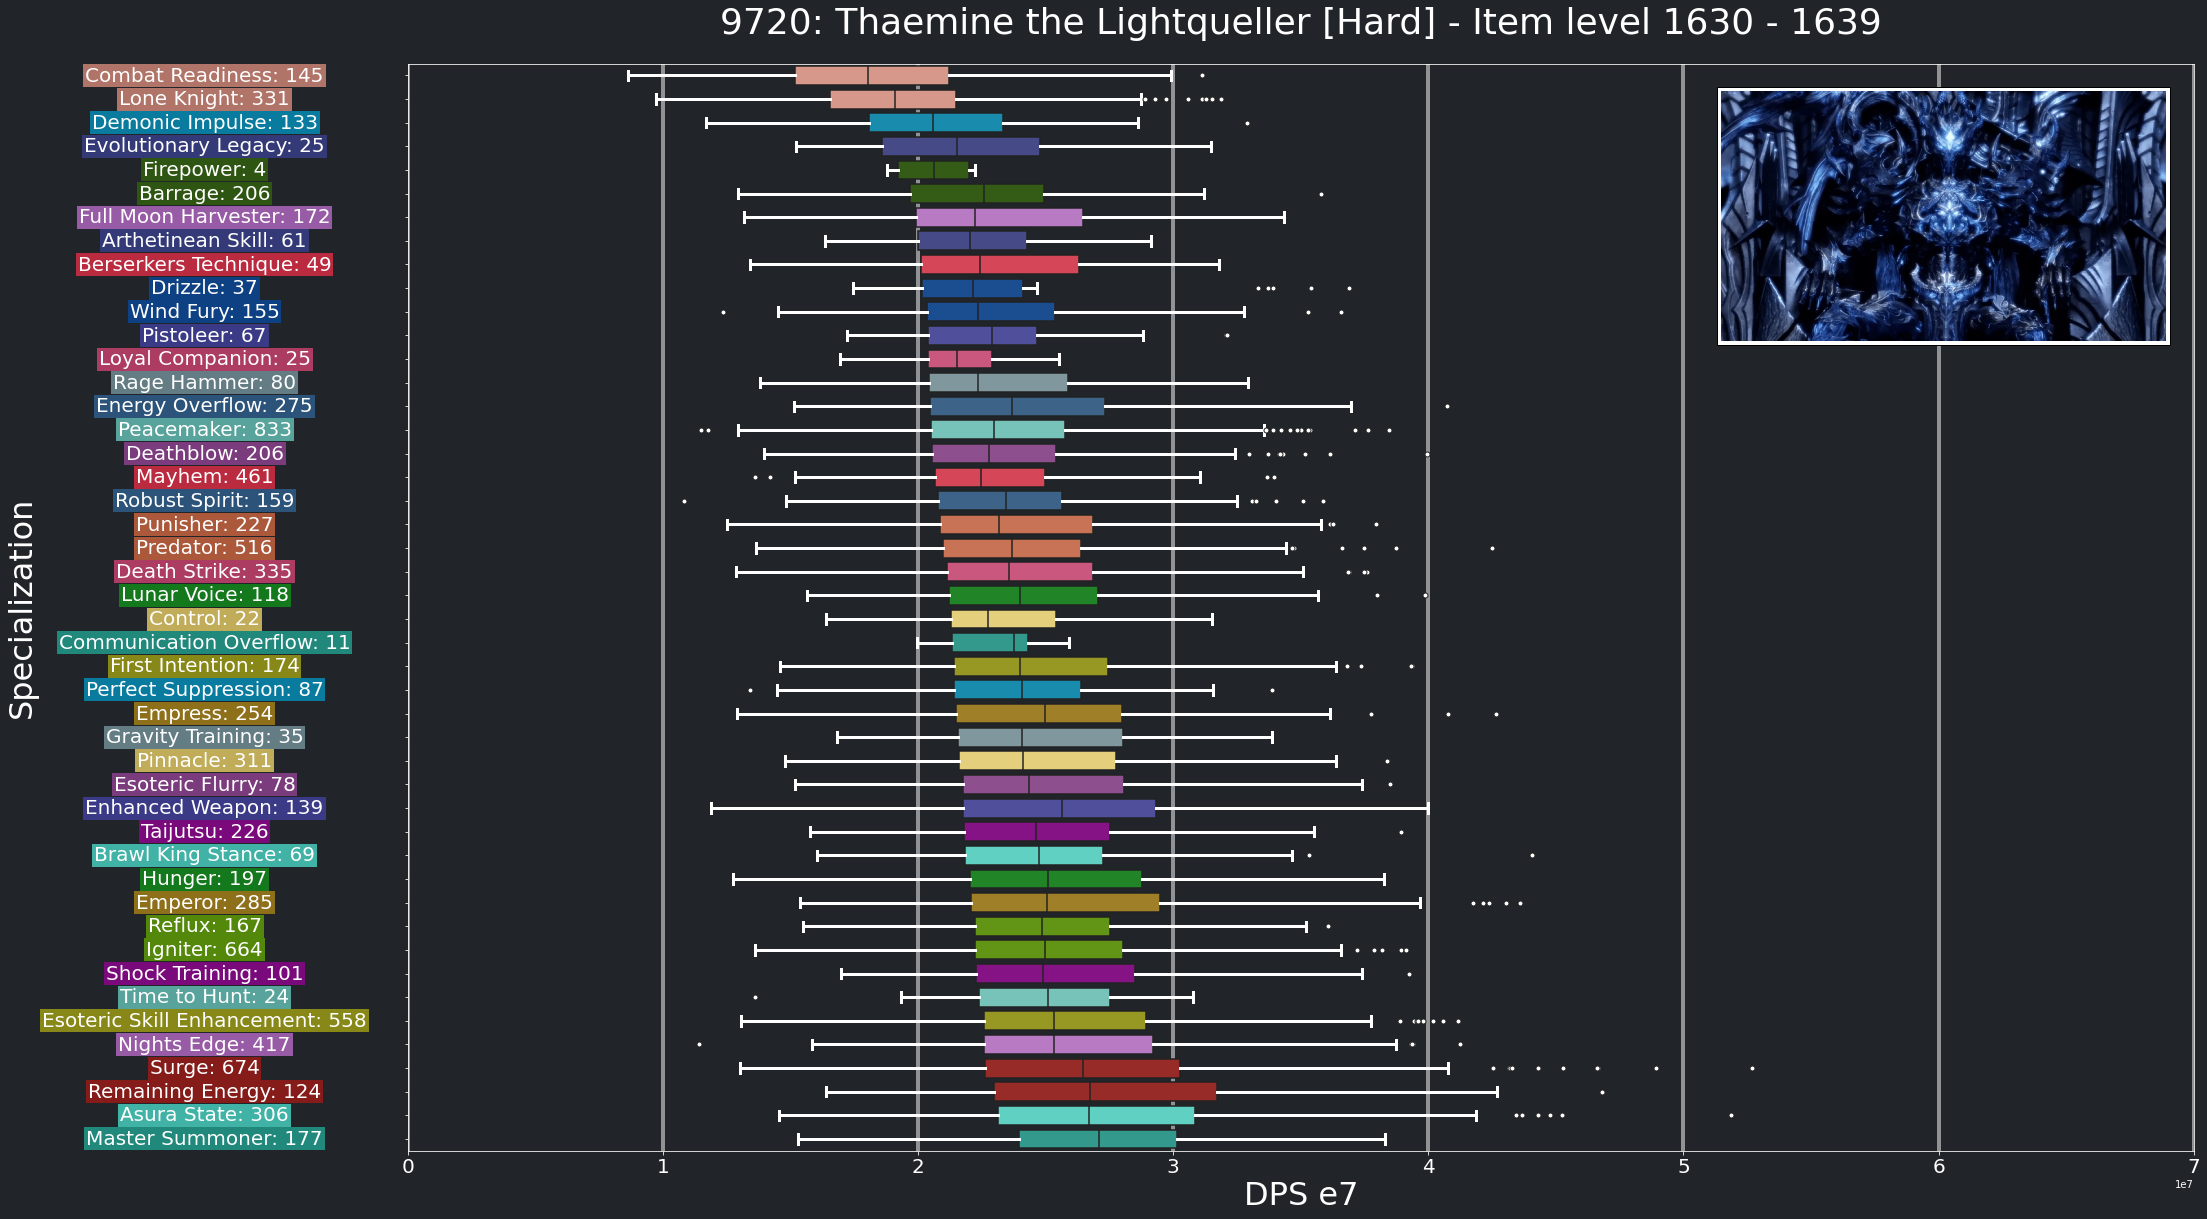 9720: Thaemine the Lightqueller [Hard] - Item level 1630 - 1639
Combat Readiness: 145
Lone Knight: 331
Demonic Impulse: 133
Evolutionary Legacy: 25
Firepower: 4
Barrage: 206
Full Moon Harvester: 172
Arthetinean Skill: 61
Berserkers Technique: 49
Drizzle: 37
Wind Fury: 155
Pistoleer: 67
Loyal Companion: 25
Rage Hammer: 80
Energy Overflow: 275
Peacemaker: 833
Deathblow: 206
Mayhem: 461
Robust Spirit: 159
Punisher: 227
Predator: 516
Death Strike: 335
Lunar Voice: 118
Control: 22
Communication Overflow: 11
First Intention: 174
Perfect Suppression: 87
Empress: 254
Gravity Training: 35
Pinnacle: 311
Esoteric Flurry: 78
Enhanced Weapon: 139
Taijutsu: 226
Brawl King Stance: 69
Hunger: 197
Emperor: 285
Reflux: 167
Igniter: 664
Shock Training: 101
Time to Hunt: 24
Esoteric Skill Enhancement: 558
Nights Edge: 417
Surge: 674
Remaining Energy: 124
Asura State: 306
Master Summoner: 177
Specialization
0 1 2 3 4 5 6 7
1e7
DPS e7